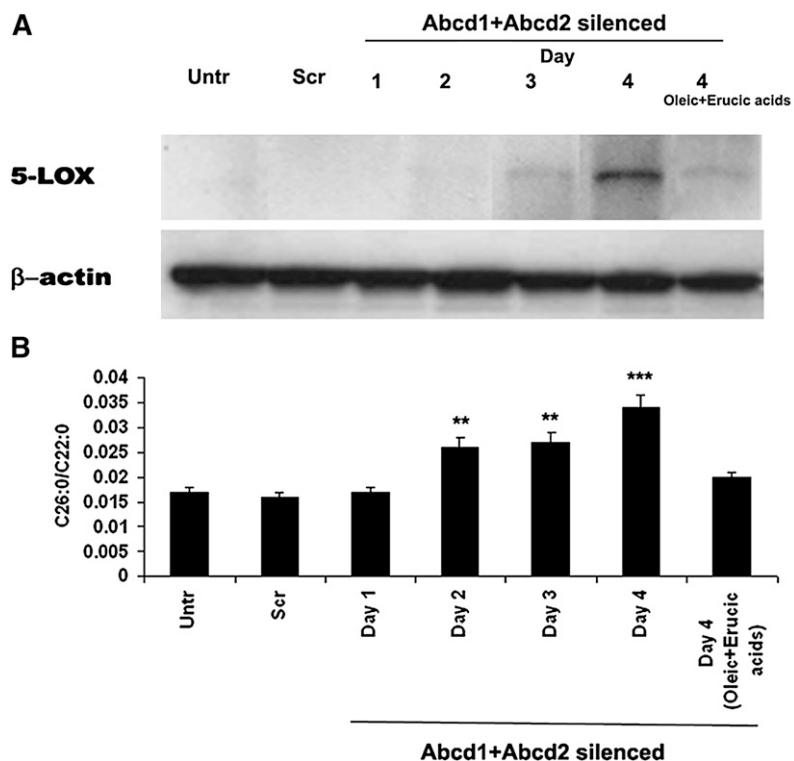 A
Abcd1+Abcd2 silenced
Day
Untr Scr 1 2 3 4 4
Oleic+Erucic acids
5-LOX
β–actin
B
0.04
0.035
0.03
0.025
0.02
0.015
0.01
0.005
0
C26:0/C22:0
**
**
***
Untr
Scr
Day 1
Day 2
Day 3
Day 4
Day 4
(Oleic+Erucic
acids)
Abcd1+Abcd2 silenced